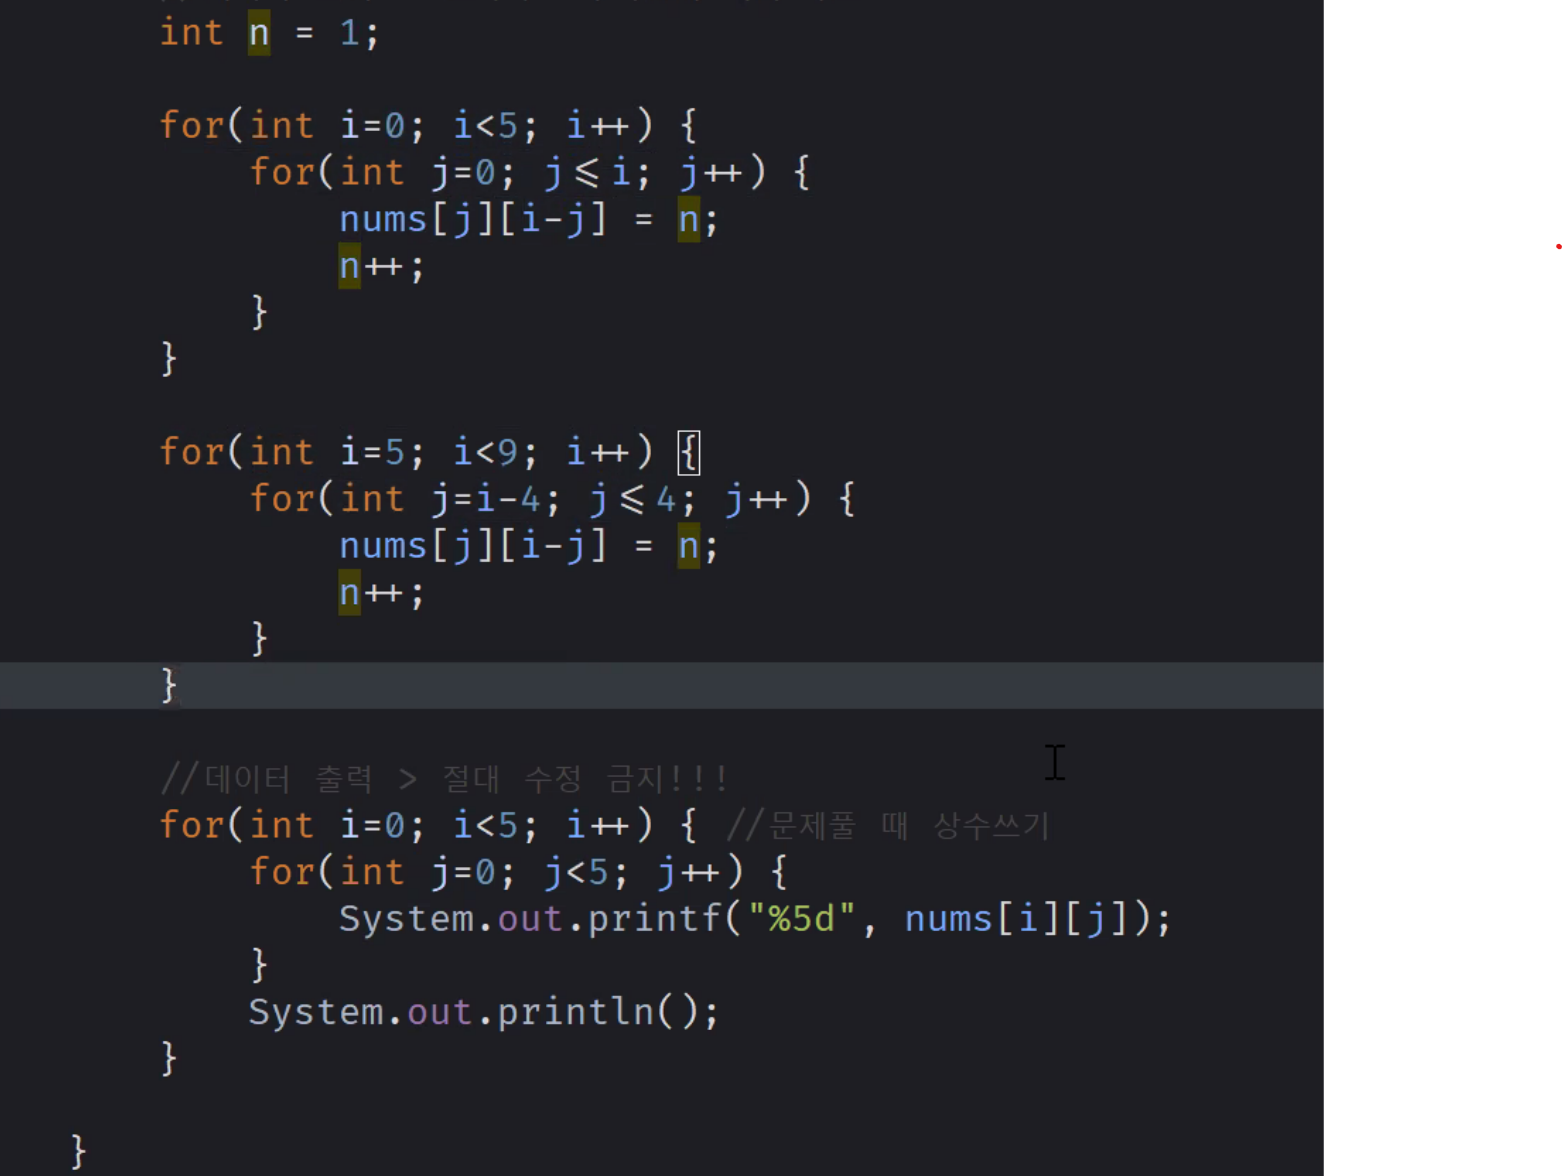 int n = 1;
for(int i=0; i<5; i++) {
for(int j=0; j<=i; j++) {
nums[j][i-j] = n;
n++;
}
}
for(int i=5; i<9; i++) {
for(int j=i-4; j<=4; j++) {
nums[j][i-j] = n;
n++;
}
}
//데이터 출력 > 절대 수정 금지!!!
for(int i=0; i<5; i++) { //문제풀 때 상수쓰기
for(int j=0; j<5; j++) {
System.out.printf("%5d", nums[i][j]);
}
System.out.println();
}
}